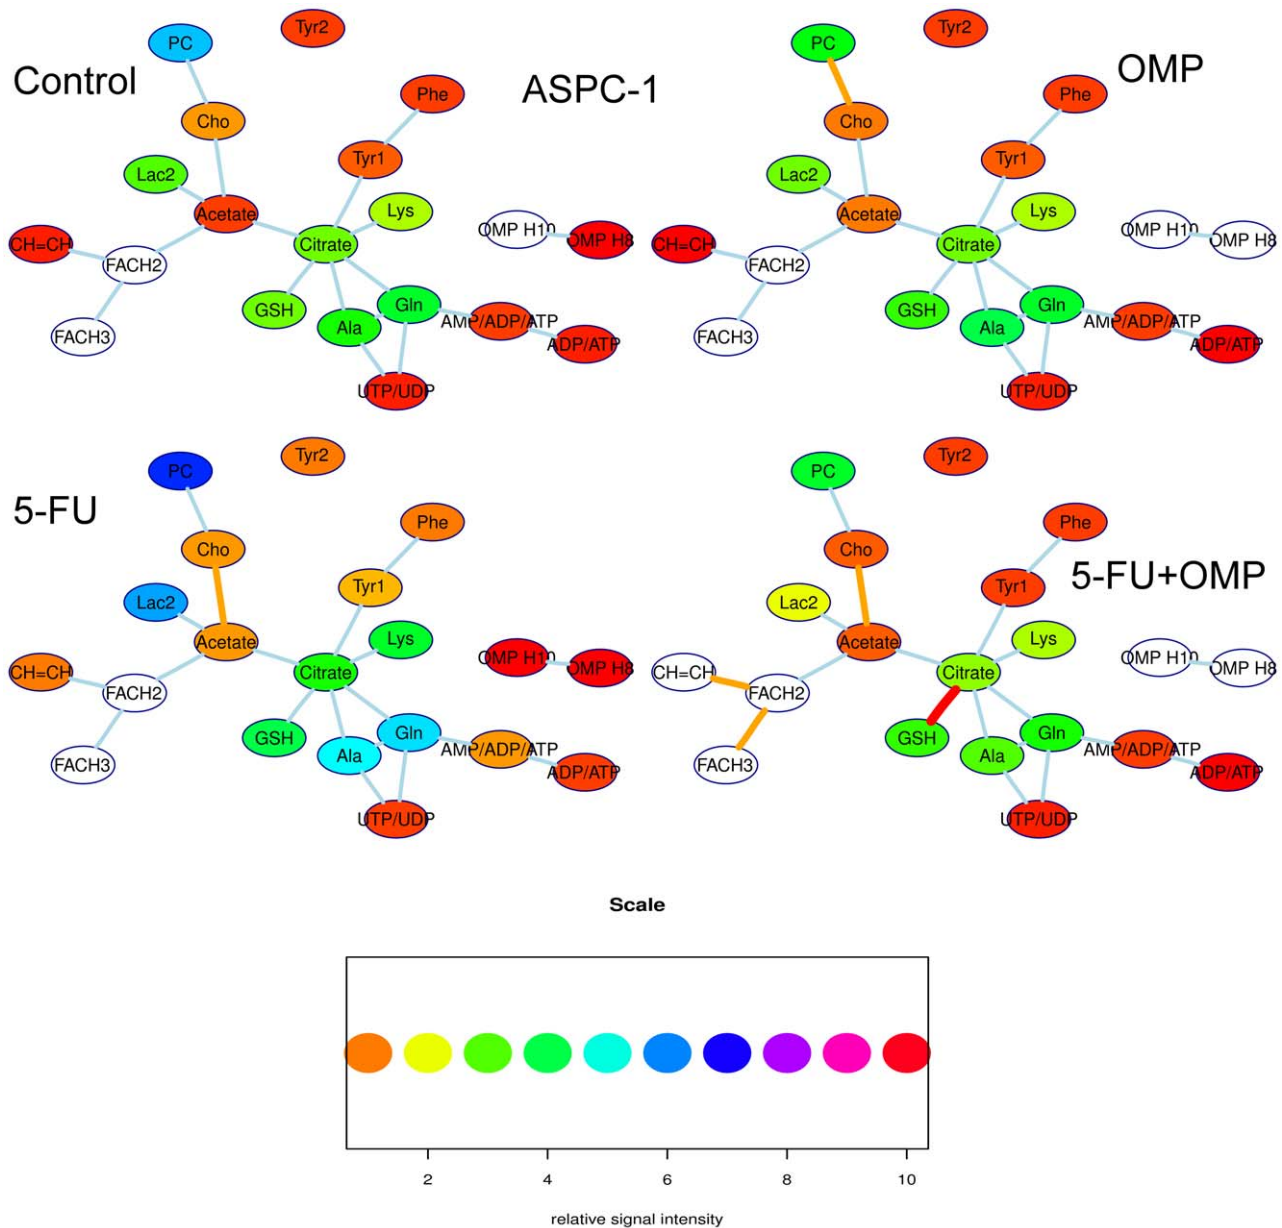 Control
ASPC-1
OMP
PC
Tyr2
Cho
Phe
Lac2
Tyr1
Acetate
Lys
CH=CH
FACH2
Citrate
OMP H10
OMP H8
FACH3
GSH
Ala
Gln
AMP/ADP/ATP
ADP/ATP
UTP/UDP
PC
Tyr2
Cho
Phe
Lac2
Tyr1
Acetate
Lys
CH=CH
FACH2
Citrate
OMP H10
OMP H8
FACH3
GSH
Ala
Gln
AMP/ADP/ATP
ADP/ATP
UTP/UDP
5-FU
PC
Tyr2
Cho
Phe
Lac2
Tyr1
Acetate
Lys
CH=CH
FACH2
Citrate
OMP H10
OMP H8
FACH3
GSH
Ala
Gln
AMP/ADP/ATP
ADP/ATP
UTP/UDP
5-FU+OMP
PC
Tyr2
Cho
Phe
Lac2
Tyr1
Acetate
Lys
CH=CH
FACH2
Citrate
OMP H10
OMP H8
FACH3
GSH
Ala
Gln
AMP/ADP/ATP
ADP/ATP
UTP/UDP
Scale
2 4 6 8 10
relative signal intensity